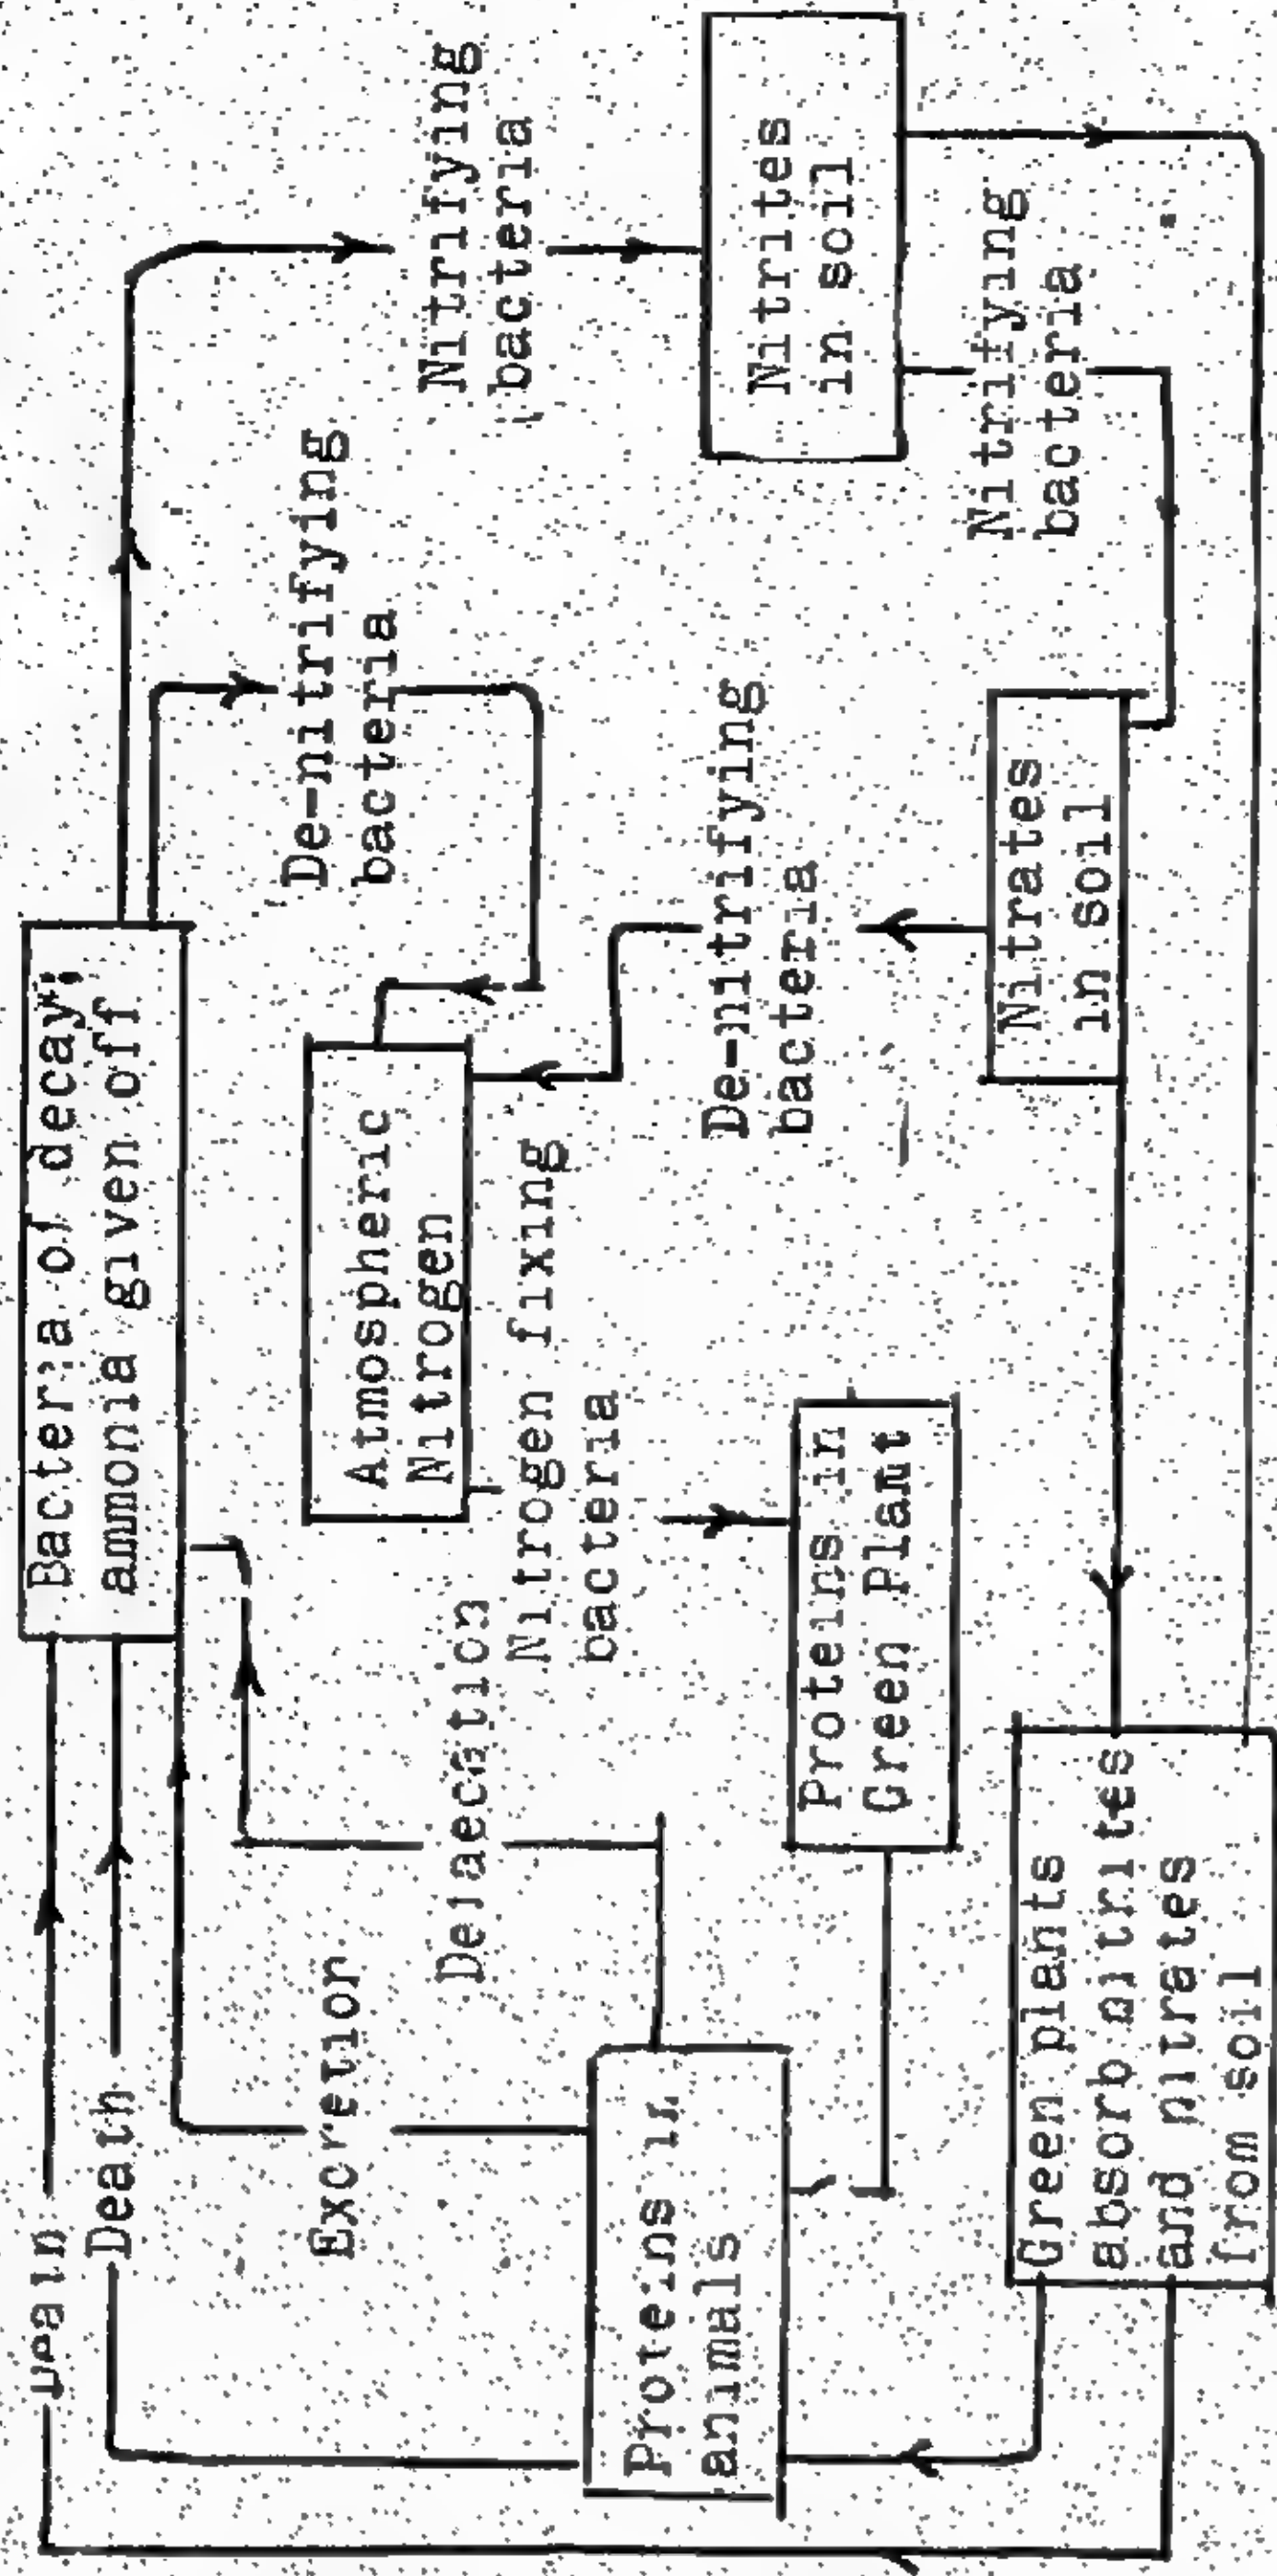 Bacteria of decay;
ammonia given off
Death
Death
Excretion
Defaecation
Atmospheric
Nitrogen
De-nitrifying
bacteria
Nitrifying
bacteria
Nitrogen fixing
bacteria
De-nitrifying
bacteria
Nitrites
in soil
Proteins in
animals
Proteins in
Green Plant
Nitrifying
bacteria
Nitrates
in soil
Green plants
absorb nitrites
and nitrates
from soil